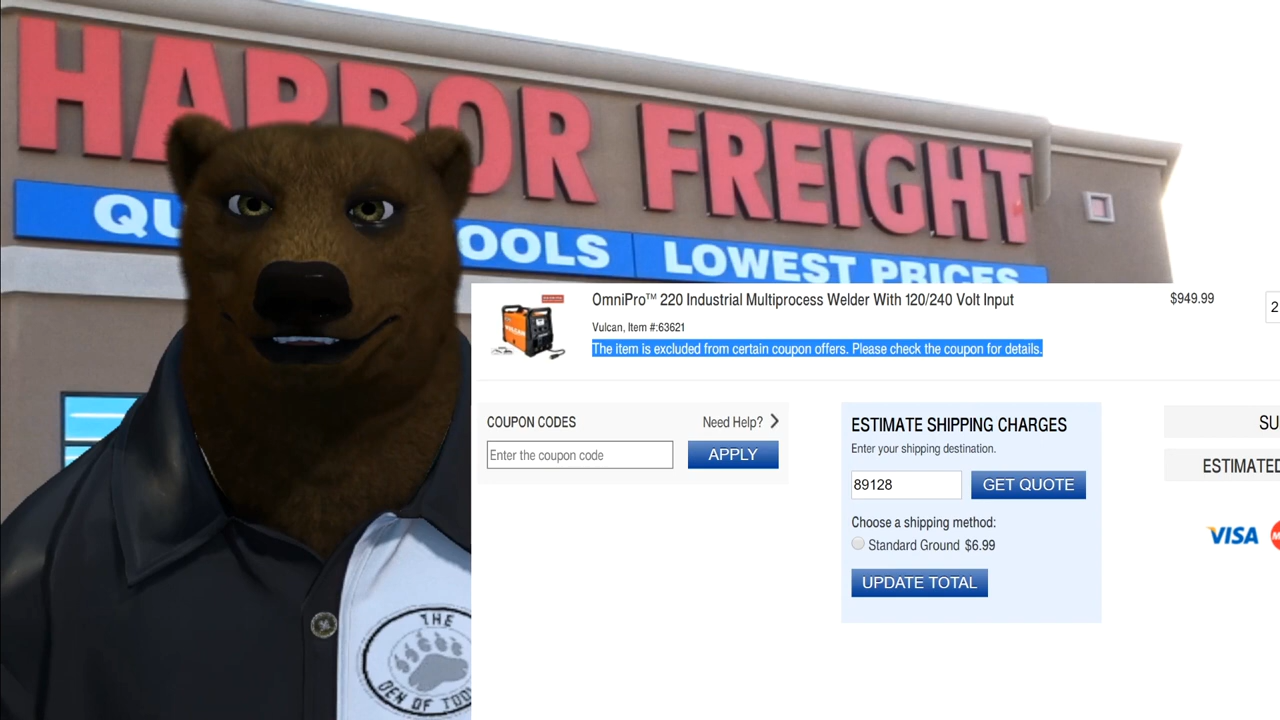 HARBOR FREIGHT
QU OOLS LOWEST PRICES
OmniPro™ 220 Industrial Multiprocess Welder With 120/240 Volt Input
$949.99
2
Vulcan, Item #:63621
The item is excluded from certain coupon offers. Please check the coupon for details.
COUPON CODES
Need Help?
Enter the coupon code
APPLY
ESTIMATE SHIPPING CHARGES
Enter your shipping destination.
89128
GET QUOTE
Choose a shipping method:
Standard Ground $6.99
UPDATE TOTAL
SU
ESTIMATED
VISA
THE
DEN OF TOO